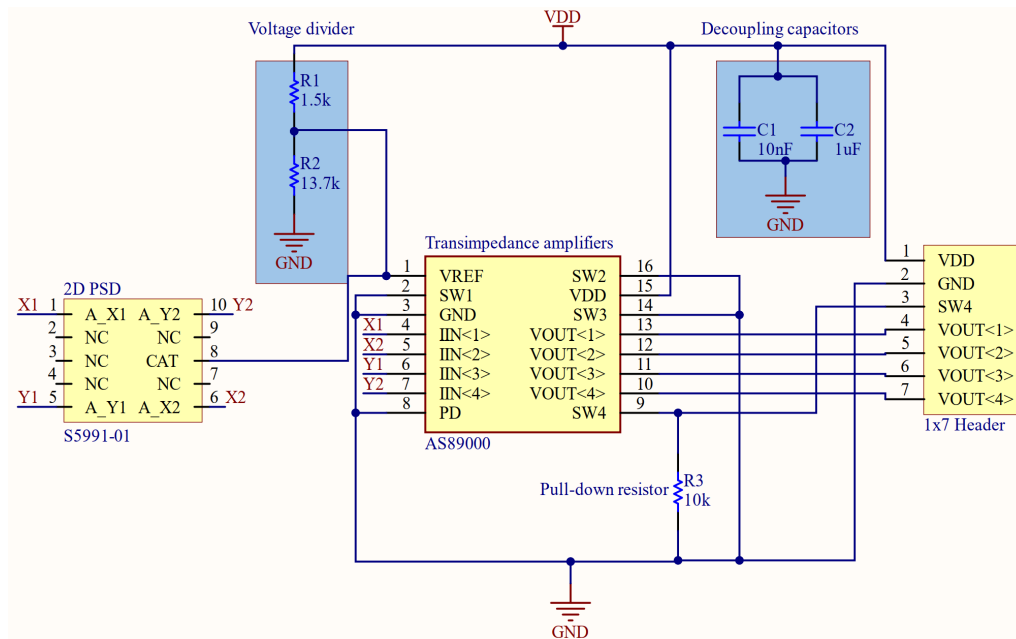 VDD
Voltage divider
Decoupling capacitors
R1
1.5k
R2
13.7k
GND
C1
10nF
C2
1uF
GND
Transimpedance amplifiers
1 VREF SW2 16
2 SW1 VDD 15
3 GND SW3 14
X1 4 IIN<1> VOUT<1> 13
X2 5 IIN<2> VOUT<2> 12
Y1 6 IIN<3> VOUT<3> 11
Y2 7 IIN<4> VOUT<4> 10
8 PD SW4 9
AS89000
2D PSD
X1 1 A_X1 A_Y2 10 Y2
2 NC NC 9
3 NC CAT 8
4 NC NC 7
Y1 5 A_Y1 A_X2 6 X2
S5991-01
1 VDD
2 GND
3 SW4
4 VOUT<1>
5 VOUT<2>
6 VOUT<3>
7 VOUT<4>
1x7 Header
Pull-down resistor
R3
10k
GND